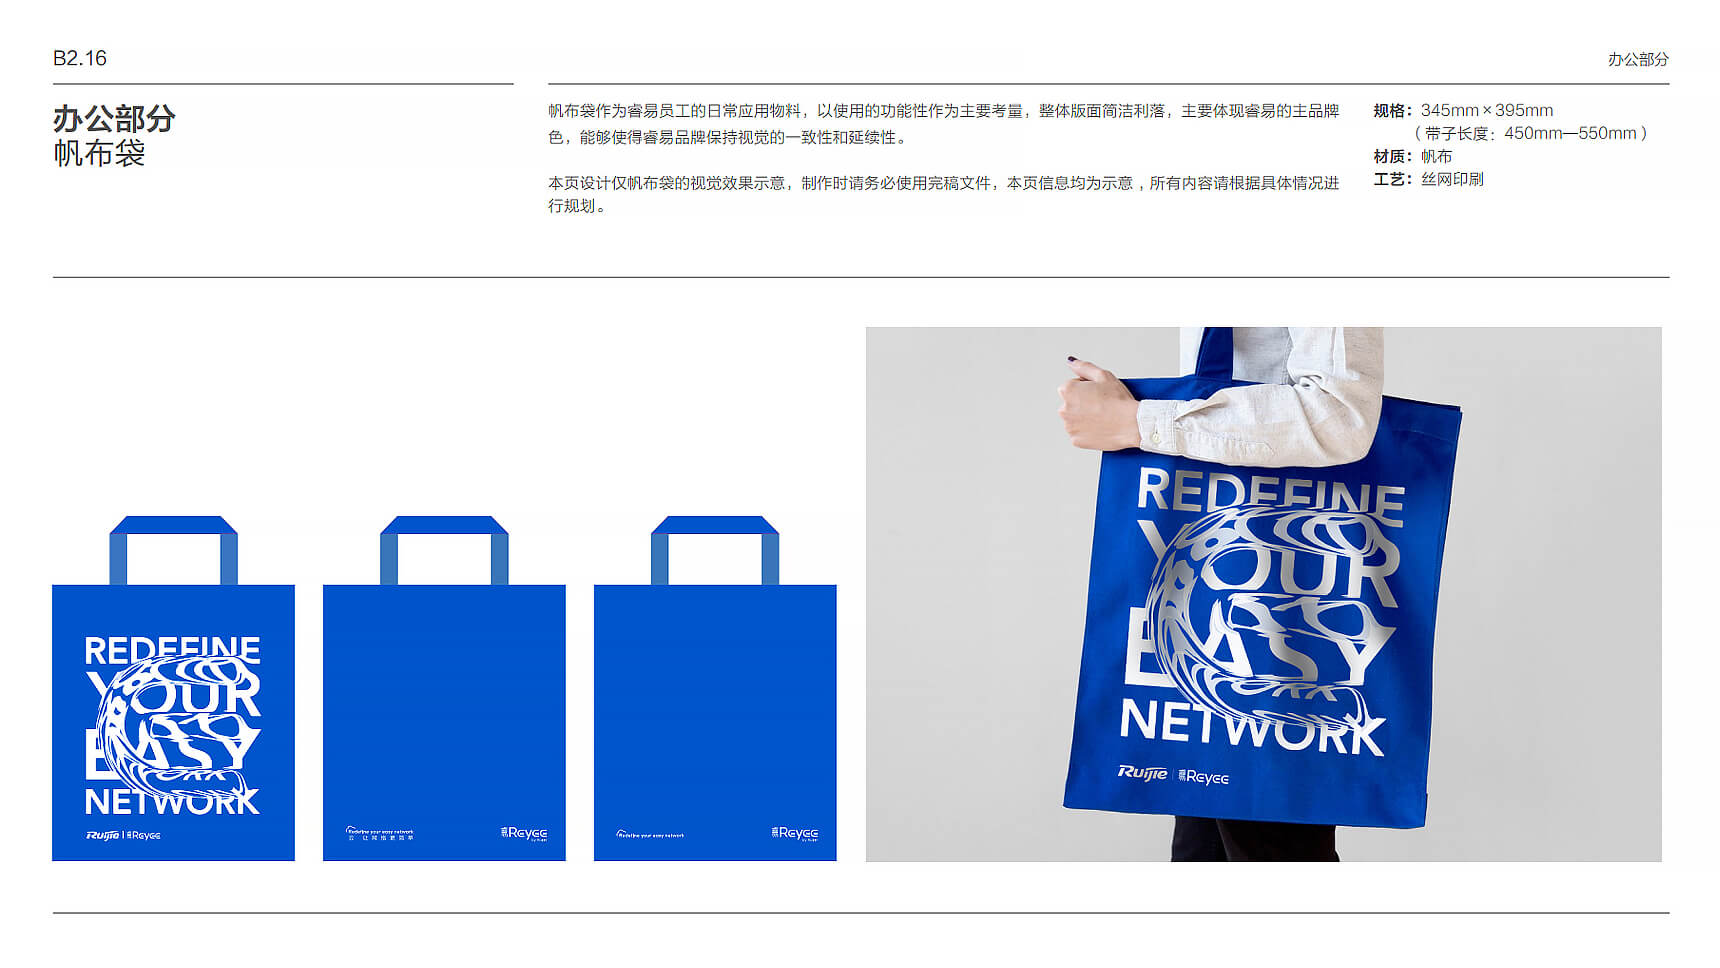 B2.16
办公部分
办公部分
帆布袋
帆布袋作为睿易员工的日常应用物料，以使用的功能性作为主要考量，整体版面简洁利落，主要体现睿易的主品牌
色，能够使得睿易品牌保持视觉的一致性和延续性。
本页设计仅帆布袋的视觉效果示意，制作时请务必使用完稿文件，本页信息均为示意，所有内容请根据具体情况进
行规划。
规格：345mm×395mm
（带子长度：450mm—550mm）
材质：帆布
工艺：丝网印刷
REDEFINE
YOUR
EASY
NETWORK
Ruijie | 睿易Reyee
Redefine your easy network
云 让网络更简单
睿易Reyee
by Ruijie
Redefine your easy network
睿易Reyee
by Ruijie
REDEFINE
YOUR
EASY
NETWORK
Ruijie | 睿易Reyee